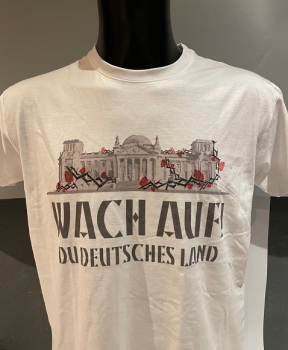 WACH AUF!
DU DEUTSCHES LAND